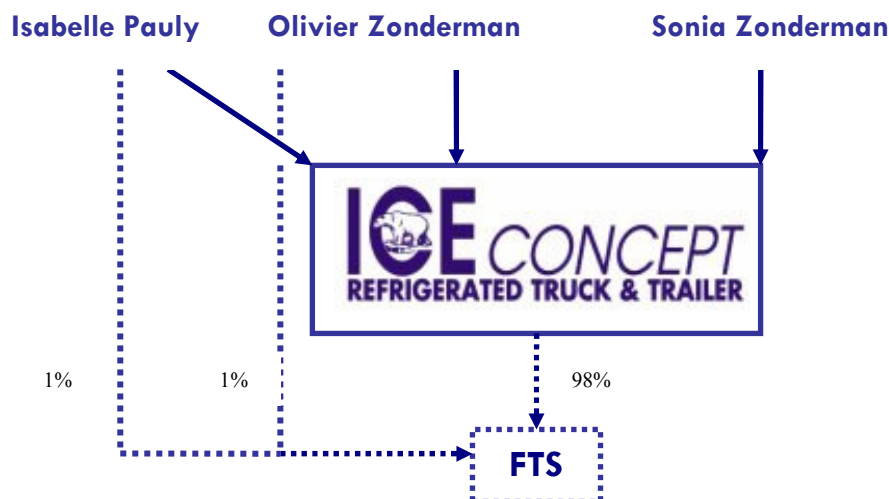 Isabelle Pauly
Olivier Zonderman
Sonia Zonderman
ICE CONCEPT
REFRIGERATED TRUCK & TRAILER
1%
1%
98%
FTS